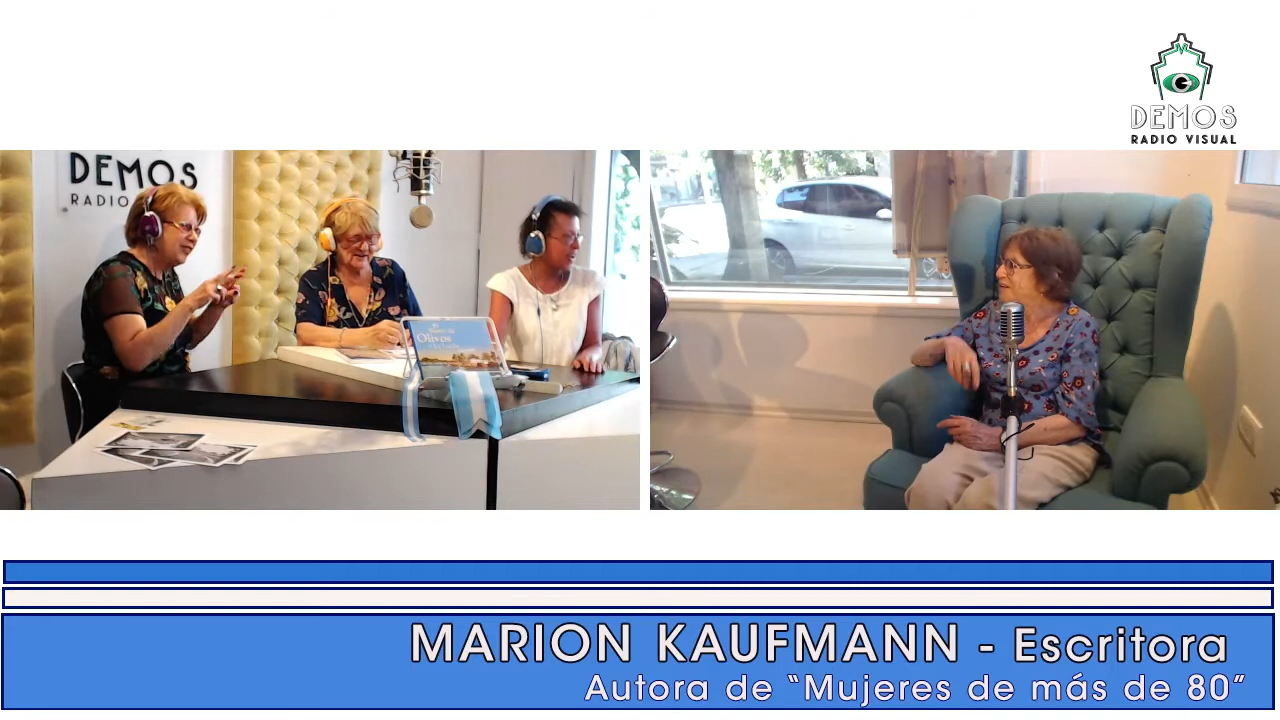 DEMOS
RADIO VISUAL
DEMOS
RADIO
Olivos
MARION KAUFMANN - Escritora
Autora de “Mujeres de más de 80”